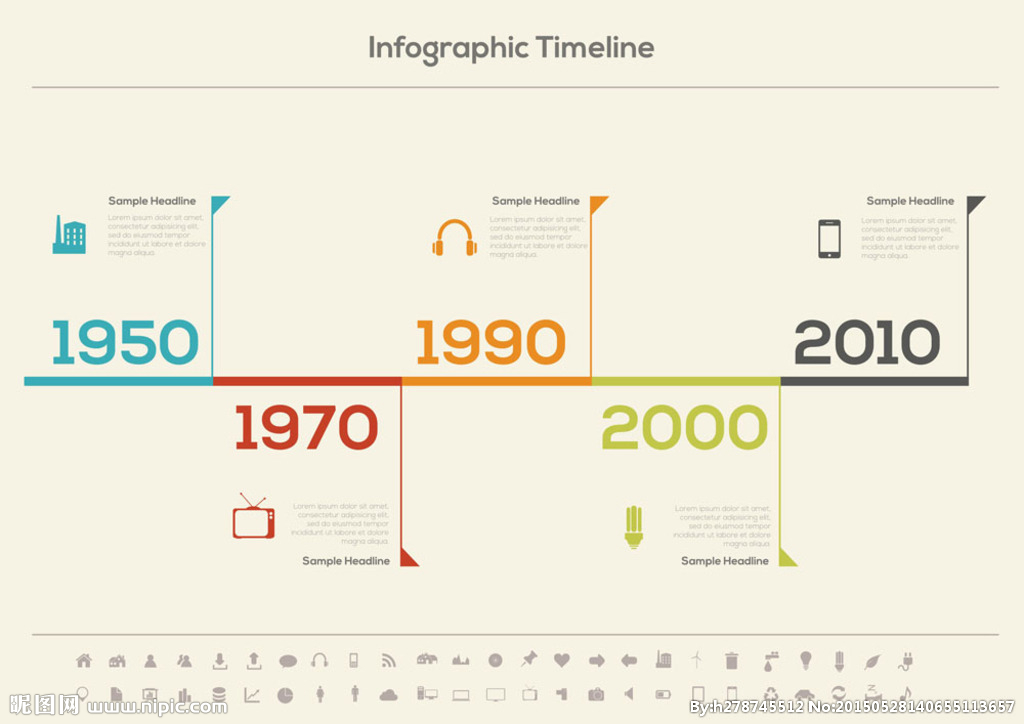 Infographic Timeline
Sample Headline
Lorem ipsum dolor sit amet,
consectetur adipisicing elit,
sed do eiusmod tempor
incididunt ut labore et dolore
magna aliqua.
1950
Sample Headline
Lorem ipsum dolor sit amet,
consectetur adipisicing elit,
sed do eiusmod tempor
incididunt ut labore et dolore
magna aliqua.
1990
Sample Headline
Lorem ipsum dolor sit amet,
consectetur adipisicing elit,
sed do eiusmod tempor
incididunt ut labore et dolore
magna aliqua.
2010
1970
Lorem ipsum dolor sit amet,
consectetur adipisicing elit,
sed do eiusmod tempor
incididunt ut labore et dolore
magna aliqua.
Sample Headline
2000
Lorem ipsum dolor sit amet,
consectetur adipisicing elit,
sed do eiusmod tempor
incididunt ut labore et dolore
magna aliqua.
Sample Headline
昵图网 www.nipic.com
By:h278745512 No:20150528140655113657